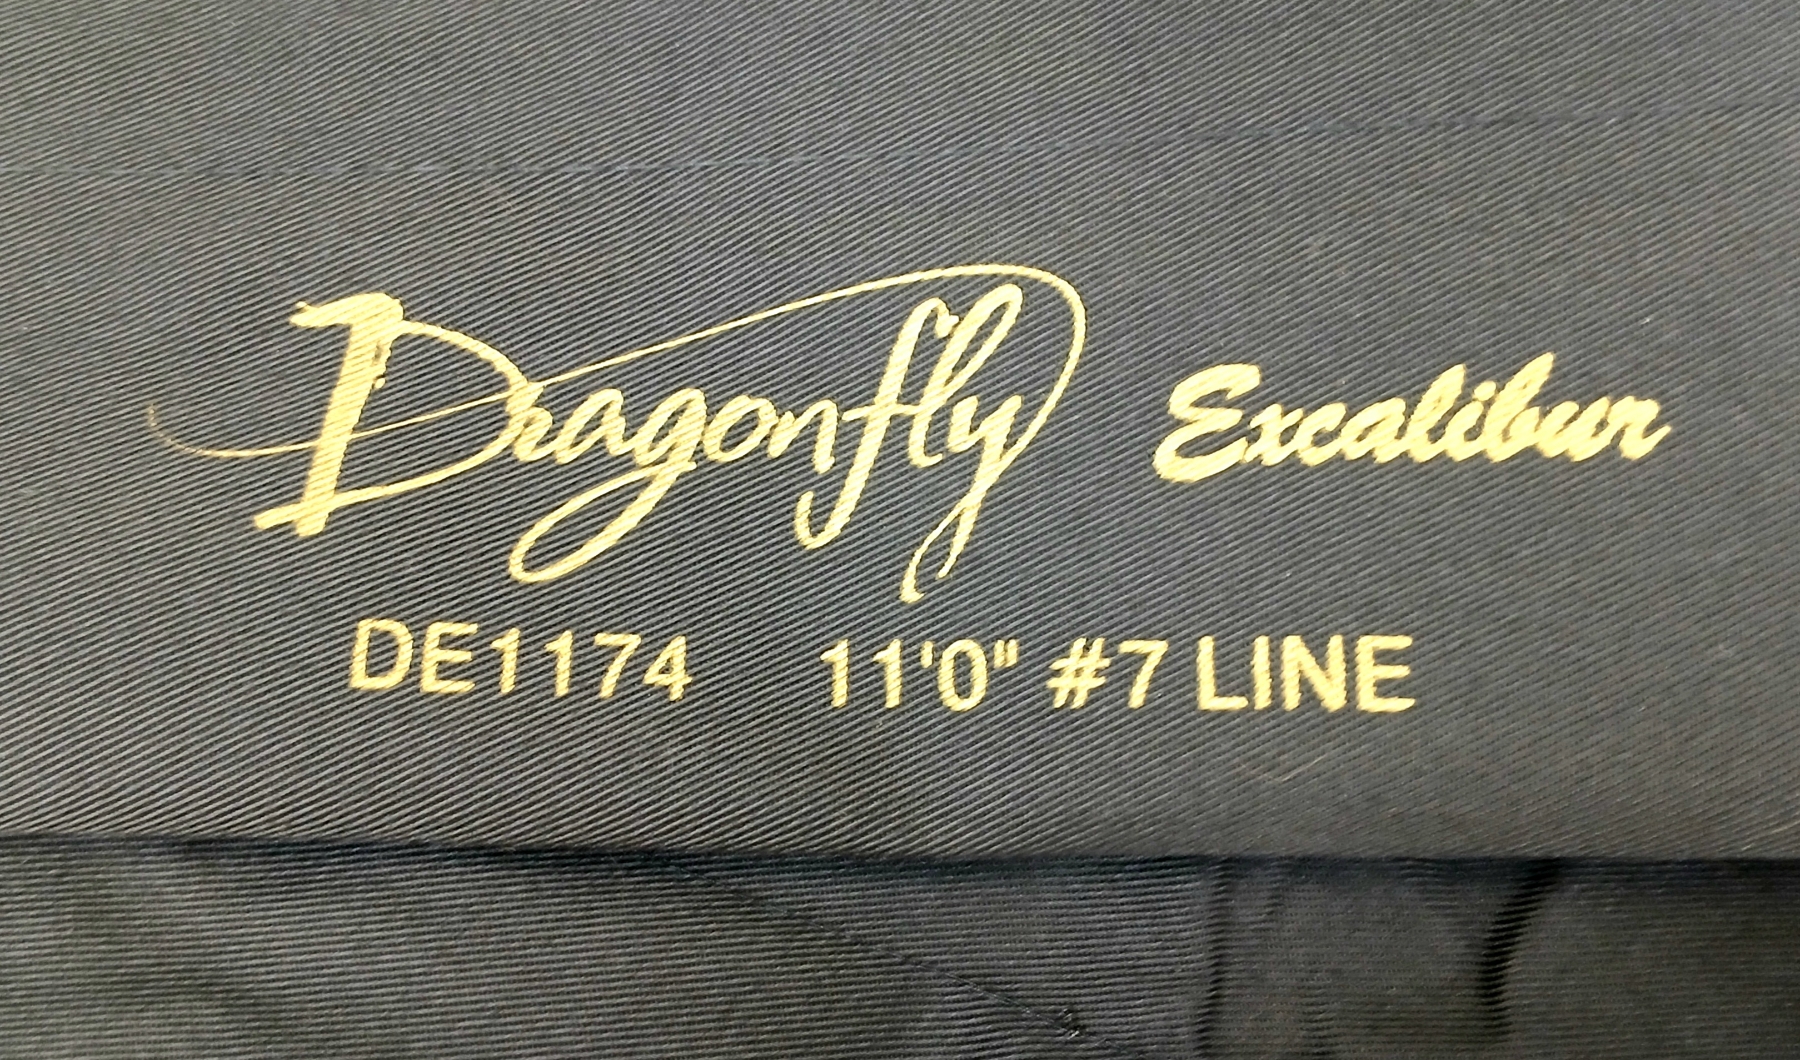 Dragonfly Excalibur
DE1174 11'0" #7 LINE